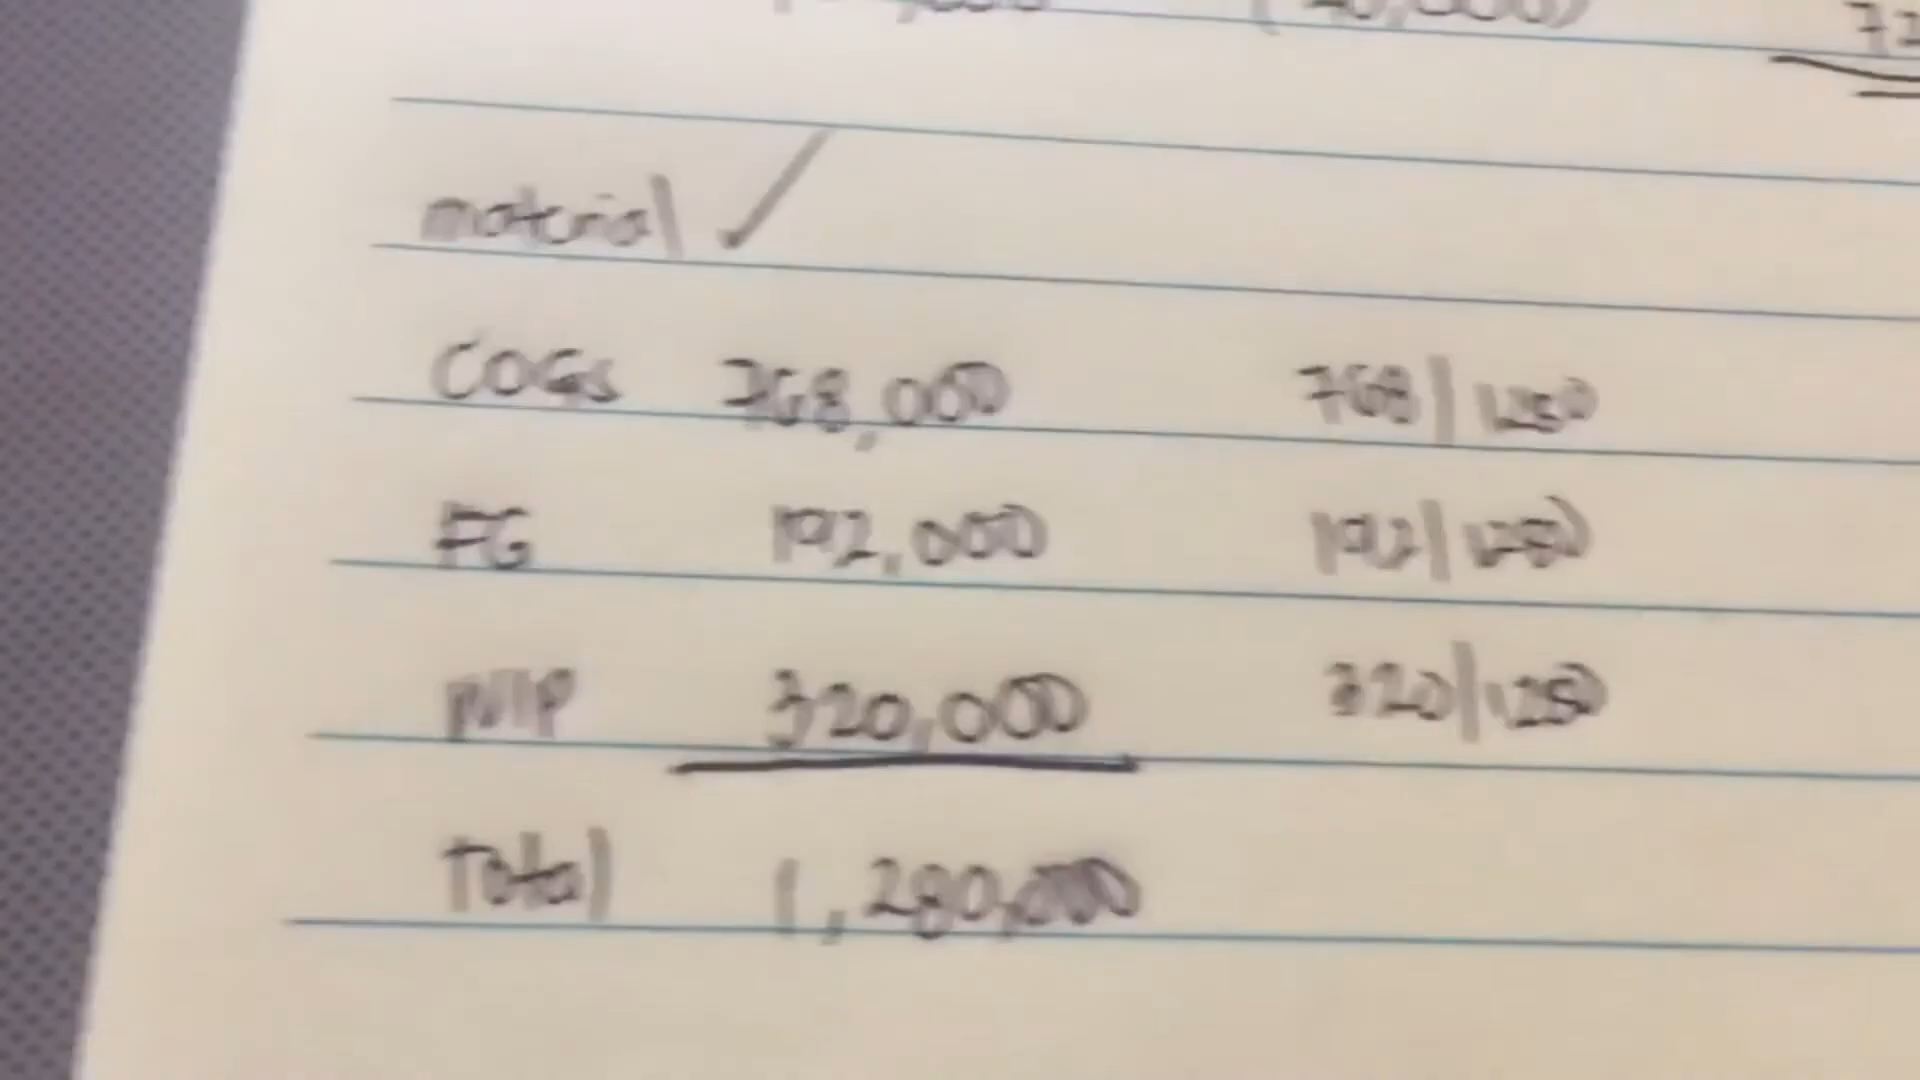 material ✓
COGS 768,000 768/1280
FG 192,000 192/1280
WIP 320,000 320/1280
Total 1,280,000